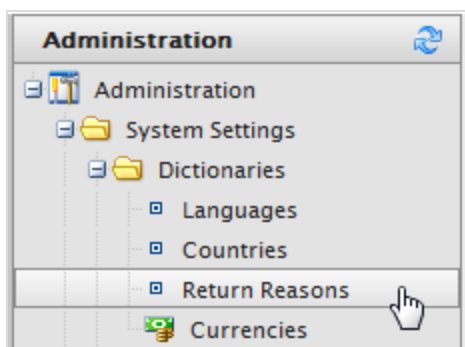 Administration
Administration
System Settings
Dictionaries
Languages
Countries
Return Reasons
Currencies